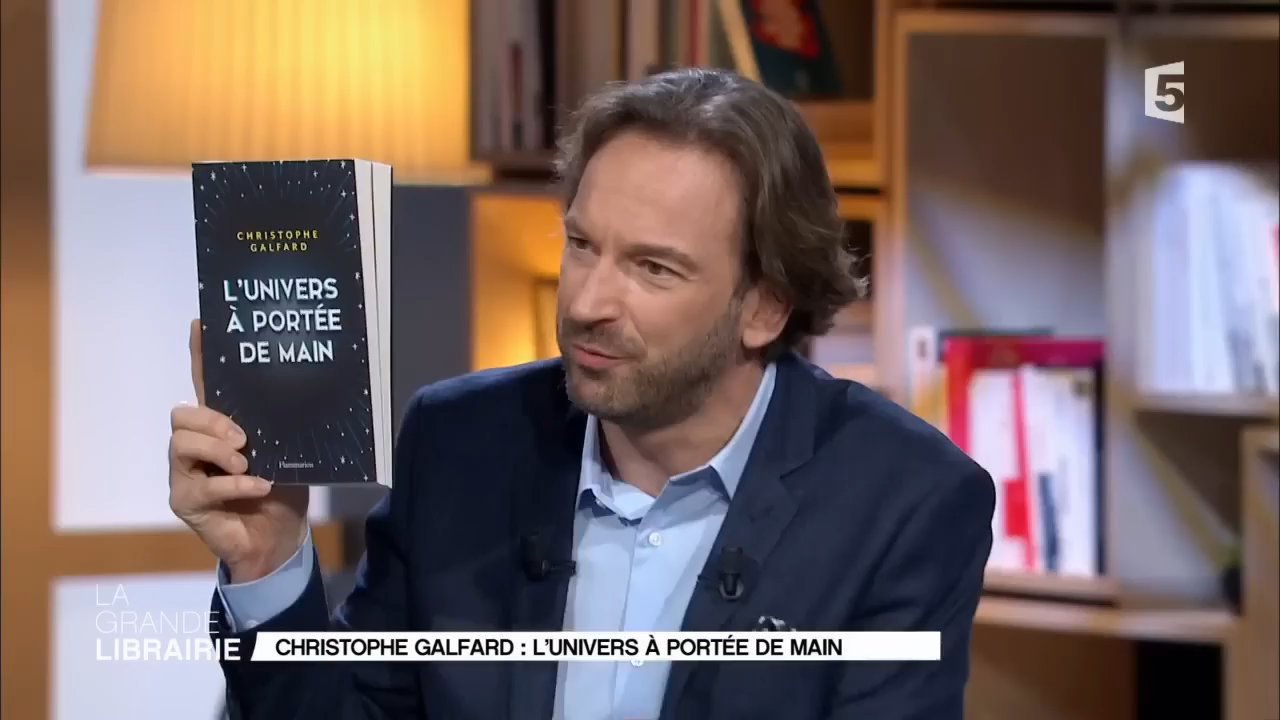 5
CHRISTOPHE
GALFARD
L'UNIVERS
À PORTÉE
DE MAIN
Flammarion
LA
GRANDE
LIBRAIRIE
CHRISTOPHE GALFARD : L'UNIVERS À PORTÉE DE MAIN